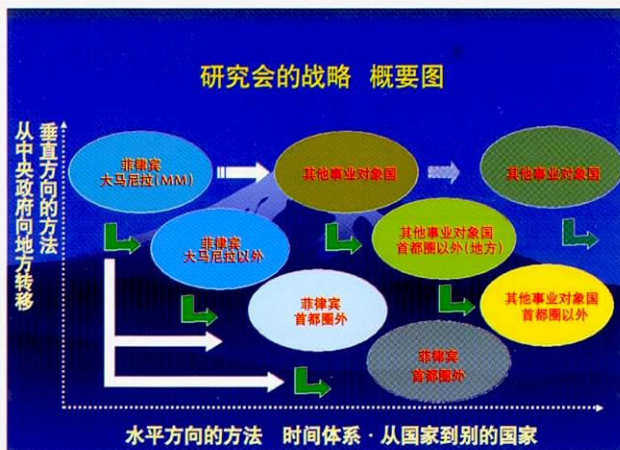 研究会的战略 概要图
垂直方向的方法
从中央政府向地方转移
菲律宾
大马尼拉(MM)
其他事业对象国
其他事业对象国
菲律宾
大马尼拉以外
其他事业对象国
首都圈以外(地方)
菲律宾
首都圈外
其他事业对象国
首都圈以外
菲律宾
首都圈外
水平方向的方法 时间体系·从国家到别的国家